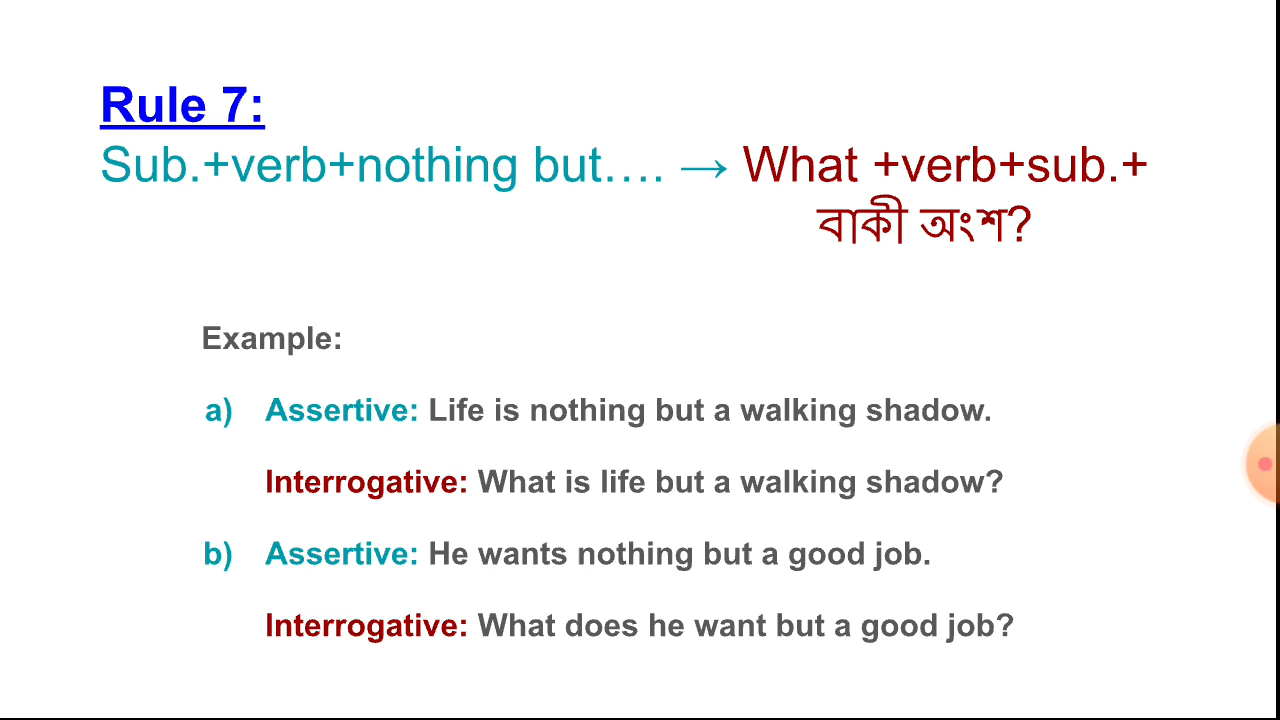 Rule 7:
Sub.+verb+nothing but.... → What +verb+sub.+
বাকী অংশ?
Example:
a) Assertive: Life is nothing but a walking shadow.
Interrogative: What is life but a walking shadow?
b) Assertive: He wants nothing but a good job.
Interrogative: What does he want but a good job?